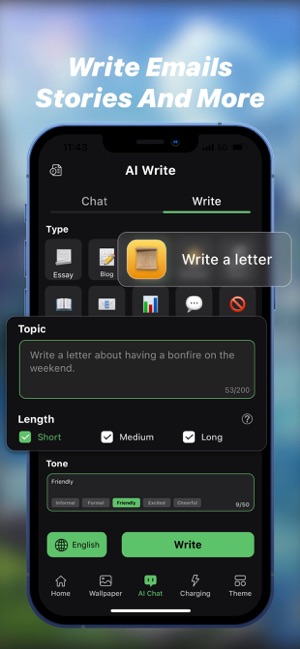 Write Emails
Stories And More
11:43
5G
AI Write
Chat
Write
Type
Essay
Blog
Write a letter
Topic
Write a letter about having a bonfire on the
weekend.
53/200
Length
?
Short
Medium
Long
Tone
Friendly
Informal
Formal
Friendly
Excited
Cheerful
9/50
English
Write
Home
Wallpaper
AI Chat
Charging
Theme